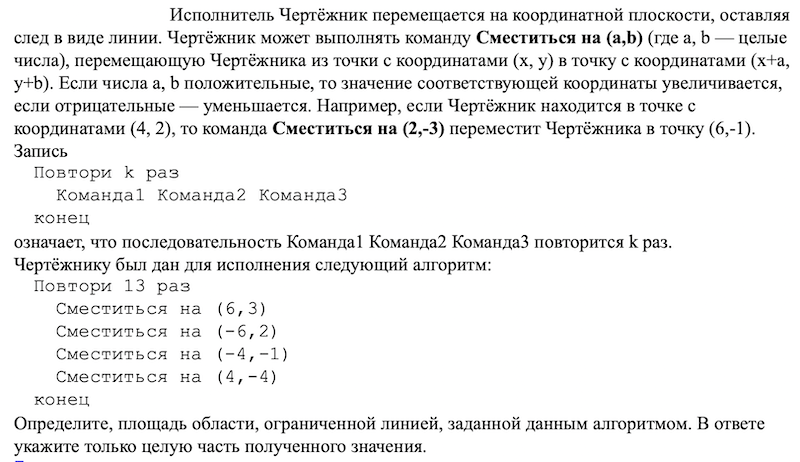 Исполнитель Чертёжник перемещается на координатной плоскости, оставляя
след в виде линии. Чертёжник может выполнять команду Сместиться на (a,b) (где a, b — целые
числа), перемещающую Чертёжника из точки с координатами (x, y) в точку с координатами (x+a,
y+b). Если числа a, b положительные, то значение соответствующей координаты увеличивается,
если отрицательные — уменьшается. Например, если Чертёжник находится в точке с
координатами (4, 2), то команда Сместиться на (2,-3) переместит Чертёжника в точку (6,-1).
Запись
Повтори k раз
Команда1 Команда2 Команда3
конец
означает, что последовательность Команда1 Команда2 Команда3 повторится k раз.
Чертёжнику был дан для исполнения следующий алгоритм:
Повтори 13 раз
Сместиться на (6,3)
Сместиться на (-6,2)
Сместиться на (-4,-1)
Сместиться на (4,-4)
конец
Определите, площадь области, ограниченной линией, заданной данным алгоритмом. В ответе
укажите только целую часть полученного значения.